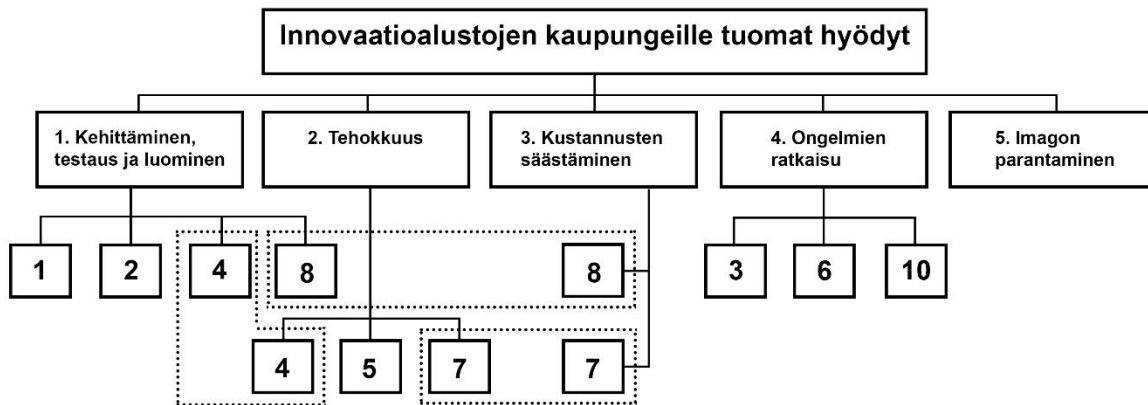 Innovaatioalustojen kaupungeille tuomat hyödyt
1. Kehittäminen,
testaus ja luominen
2. Tehokkuus
3. Kustannusten
säästäminen
4. Ongelmien
ratkaisu
5. Imagon
parantaminen
1
2
4
8
8
3
6
10
4
5
7
7